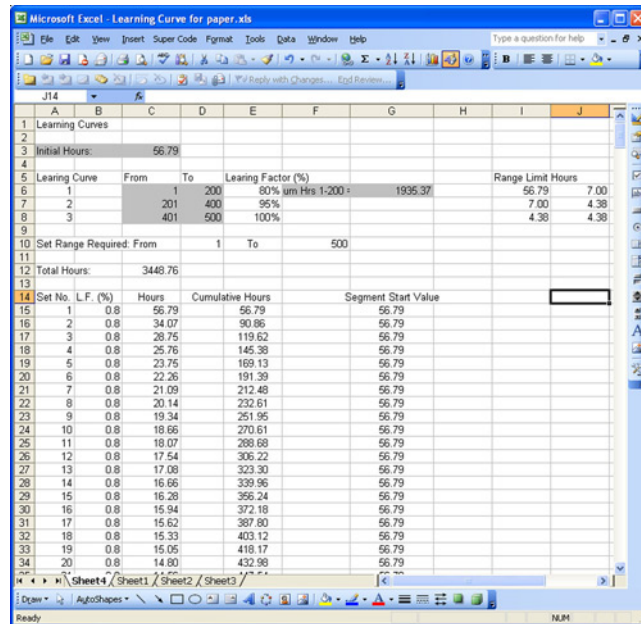 Microsoft Excel - Learning Curve for paper.xls
File Edit View Insert Super Code Format Tools Data Window Help Type a question for help
Reply with Changes... End Review...
J14 fx
A B C D E F G H I J
1 Learning Curves
2
3 Initial Hours: 56.79
4
5 Learing Curve From To Learing Factor (%) Range Limit Hours
6 1 1 200 80% um Hrs 1-200 = 1935.37 56.79 7.00
7 2 201 400 95% 7.00 4.38
8 3 401 500 100% 4.38 4.38
9
10 Set Range Required: From 1 To 500
11
12 Total Hours: 3448.76
13
14 Set No. L.F. (%) Hours Cumulative Hours Segment Start Value
15 1 0.8 56.79 56.79 56.79
16 2 0.8 34.07 90.86 56.79
17 3 0.8 28.75 119.62 56.79
18 4 0.8 25.76 145.38 56.79
19 5 0.8 23.75 169.13 56.79
20 6 0.8 22.26 191.39 56.79
21 7 0.8 21.09 212.48 56.79
22 8 0.8 20.14 232.61 56.79
23 9 0.8 19.34 251.95 56.79
24 10 0.8 18.66 270.61 56.79
25 11 0.8 18.07 288.68 56.79
26 12 0.8 17.54 306.22 56.79
27 13 0.8 17.08 323.30 56.79
28 14 0.8 16.66 339.96 56.79
29 15 0.8 16.28 356.24 56.79
30 16 0.8 15.94 372.18 56.79
31 17 0.8 15.62 387.80 56.79
32 18 0.8 15.33 403.12 56.79
33 19 0.8 15.05 418.17 56.79
34 20 0.8 14.80 432.98 56.79
Sheet4 Sheet1 Sheet2 Sheet3
Draw AutoShapes
Ready NUM